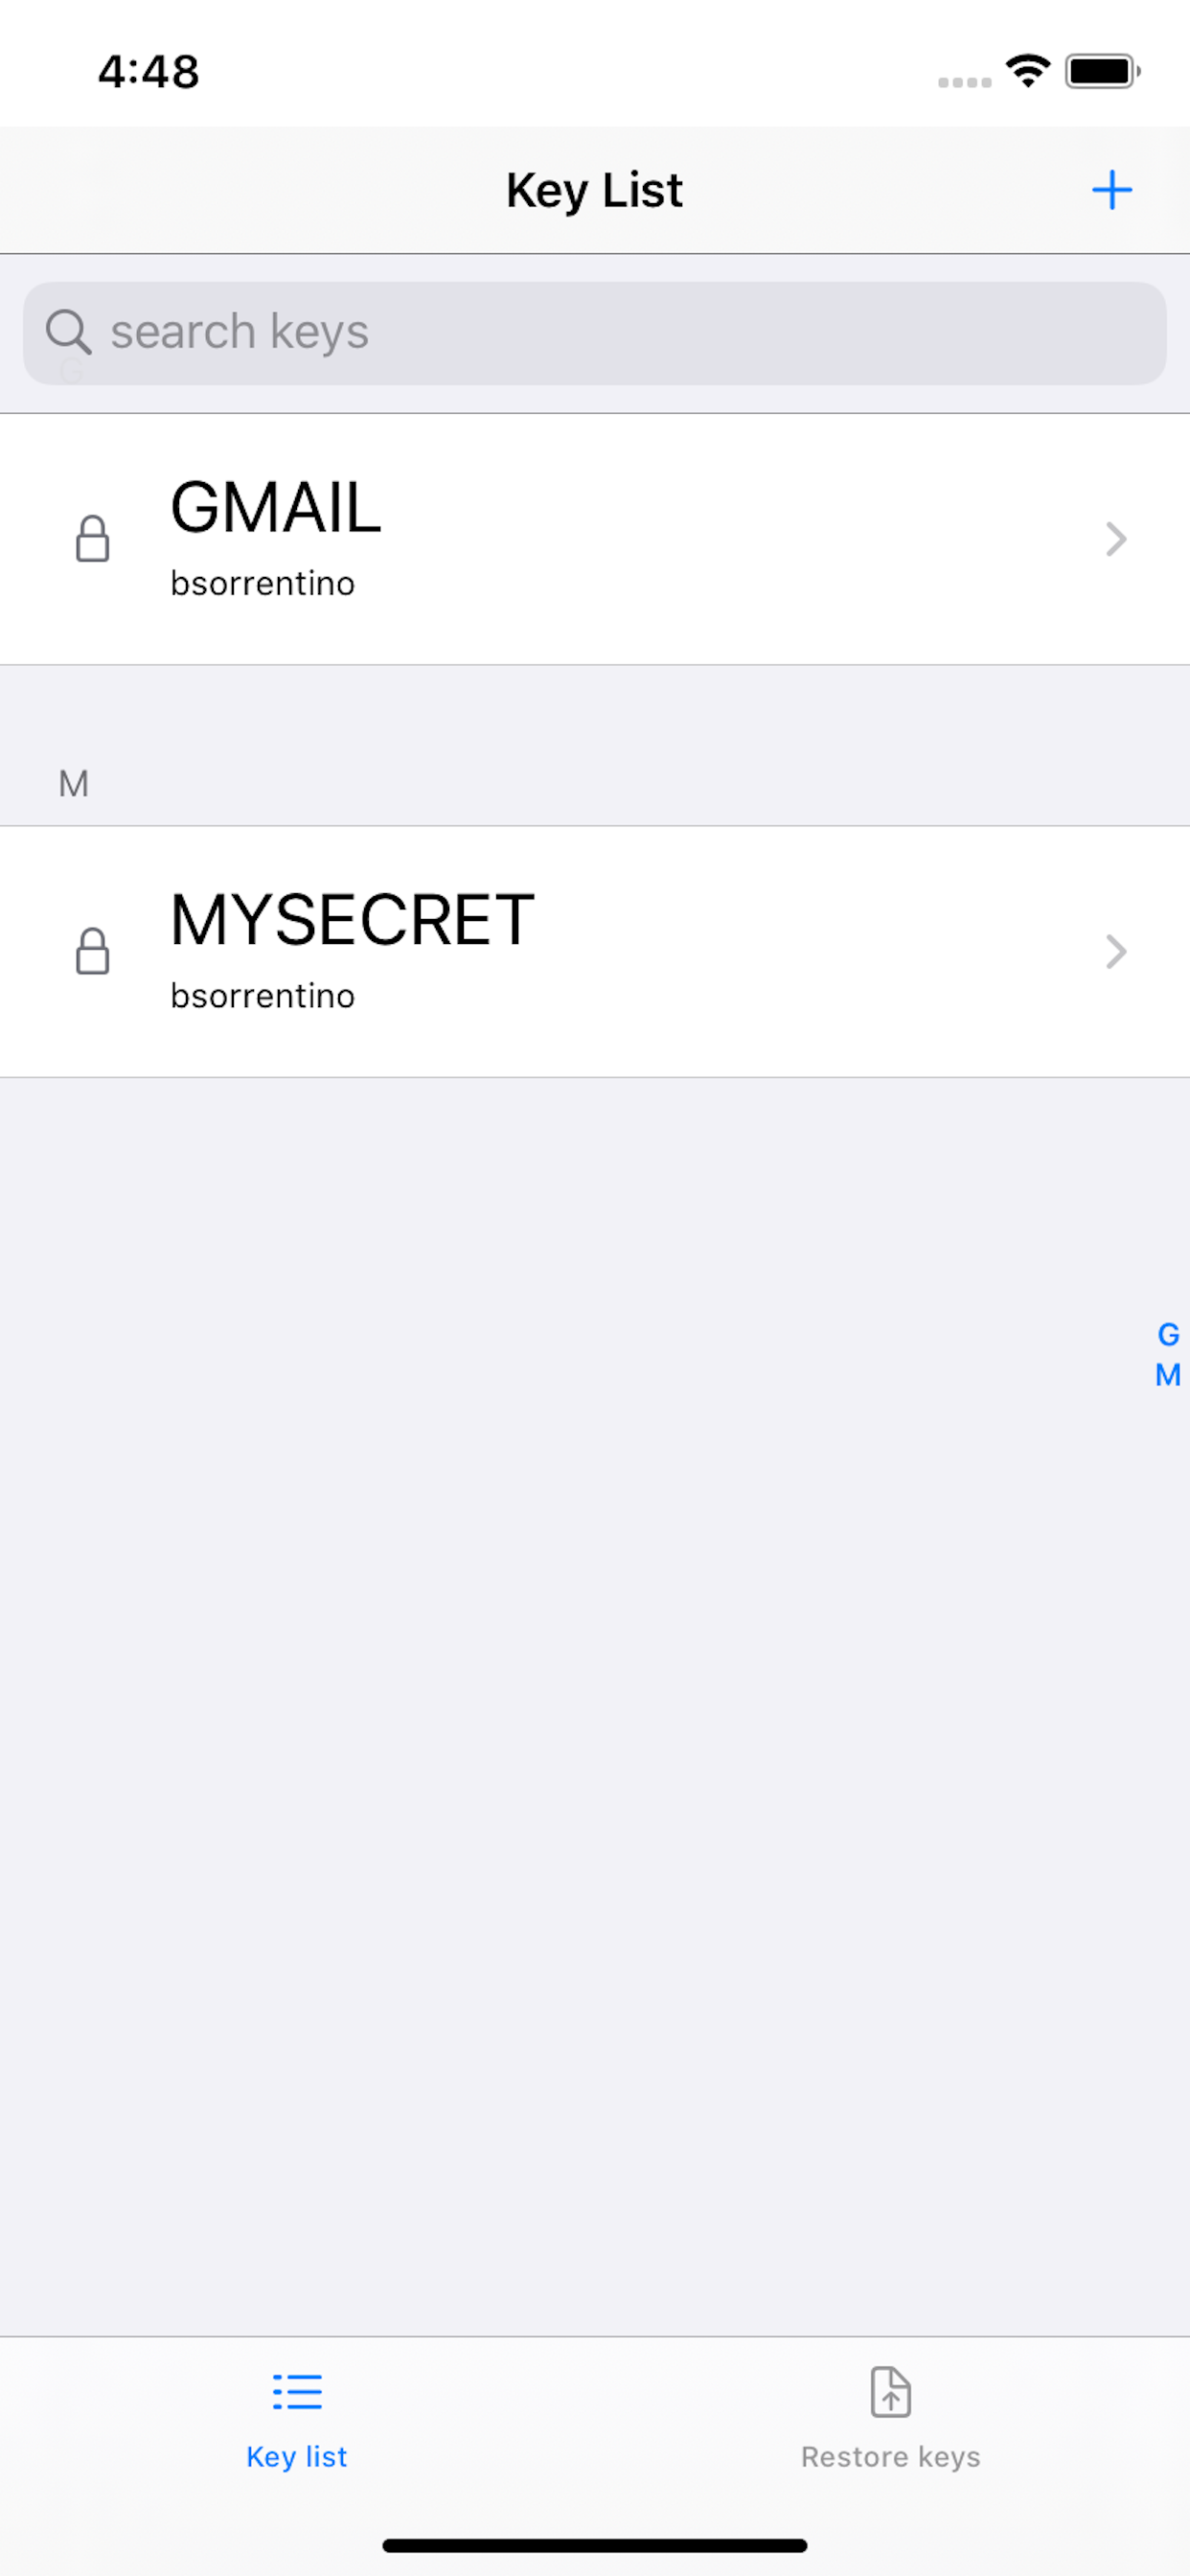 4:48
Key List
search keys
G
GMAIL
bsorrentino
M
MYSECRET
bsorrentino
G
M
Key list
Restore keys